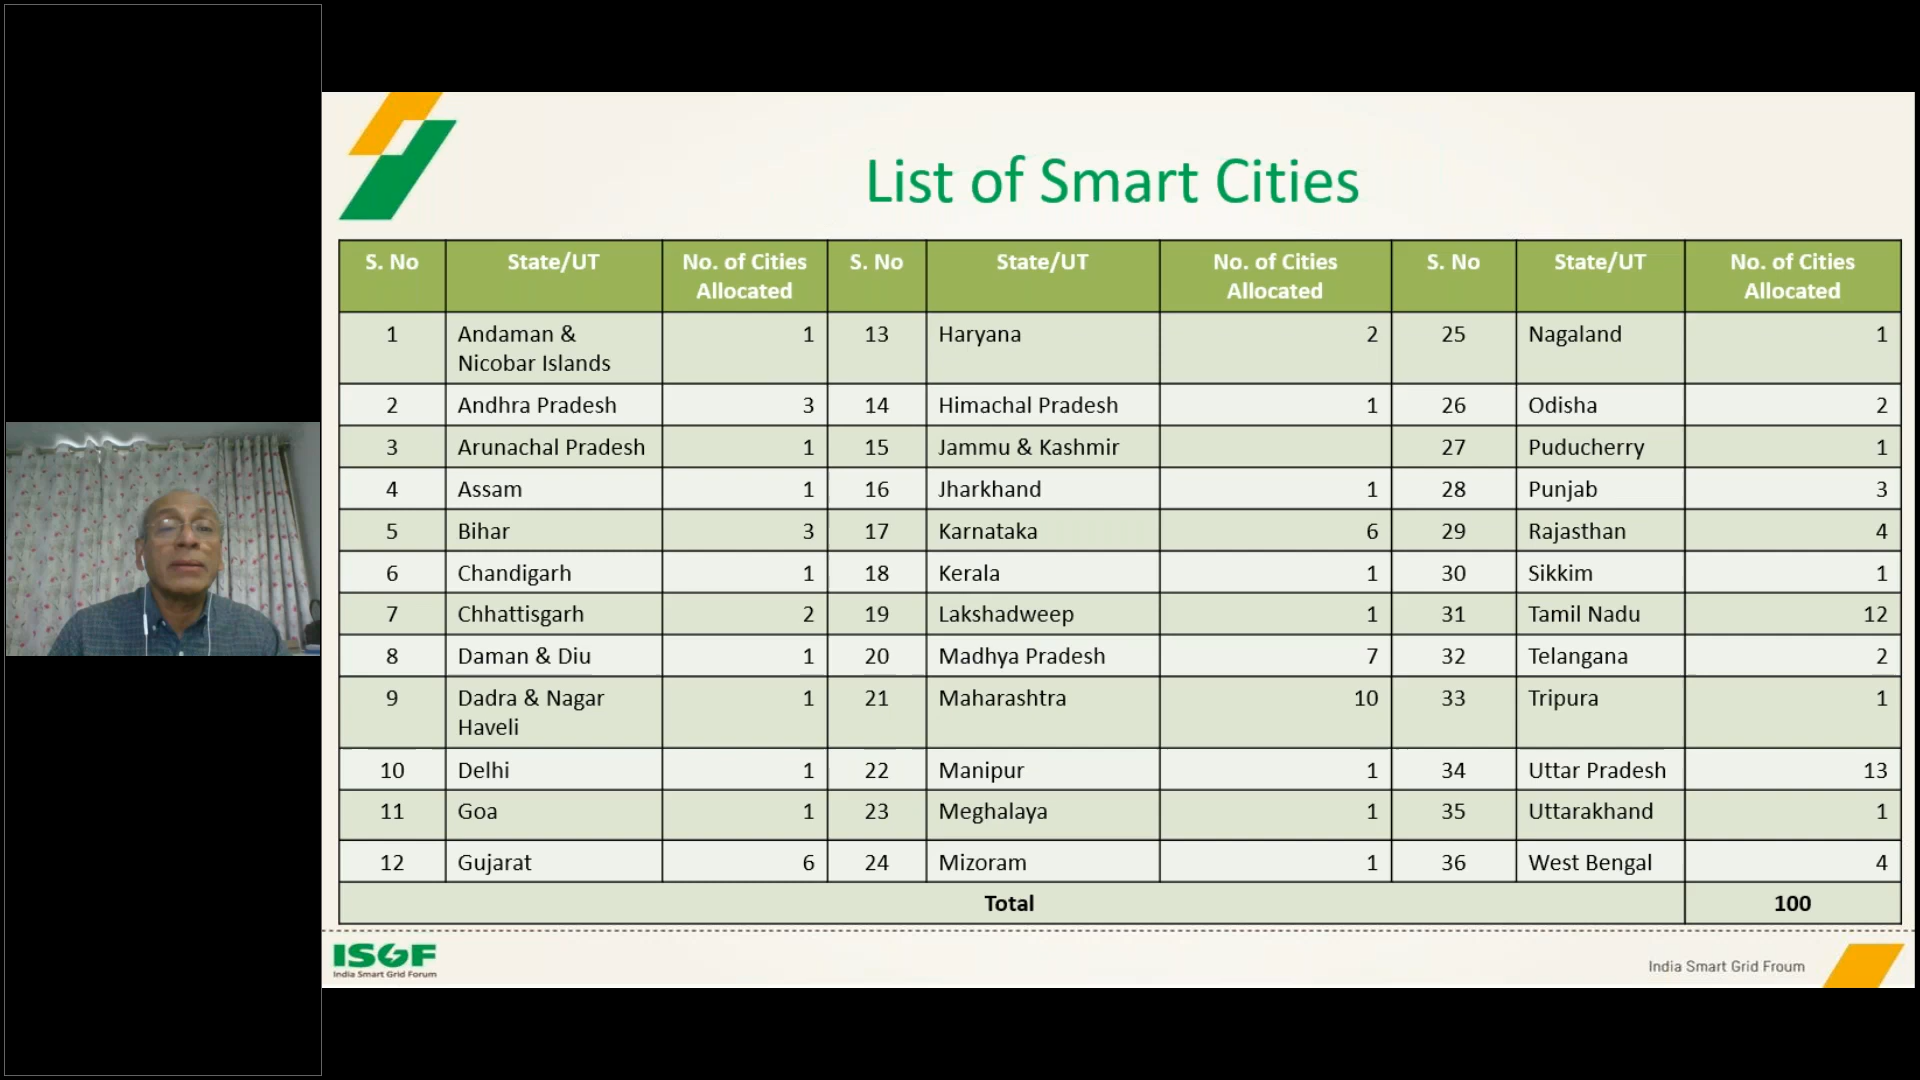 List of Smart Cities
S. No State/UT No. of Cities Allocated S. No State/UT No. of Cities Allocated S. No State/UT No. of Cities Allocated
1 Andaman & Nicobar Islands 1 13 Haryana 2 25 Nagaland 1
2 Andhra Pradesh 3 14 Himachal Pradesh 1 26 Odisha 2
3 Arunachal Pradesh 1 15 Jammu & Kashmir 27 Puducherry 1
4 Assam 1 16 Jharkhand 1 28 Punjab 3
5 Bihar 3 17 Karnataka 6 29 Rajasthan 4
6 Chandigarh 1 18 Kerala 1 30 Sikkim 1
7 Chhattisgarh 2 19 Lakshadweep 1 31 Tamil Nadu 12
8 Daman & Diu 1 20 Madhya Pradesh 7 32 Telangana 2
9 Dadra & Nagar Haveli 1 21 Maharashtra 10 33 Tripura 1
10 Delhi 1 22 Manipur 1 34 Uttar Pradesh 13
11 Goa 1 23 Meghalaya 1 35 Uttarakhand 1
12 Gujarat 6 24 Mizoram 1 36 West Bengal 4
Total 100
ISGF
India Smart Grid Forum
India Smart Grid Froum